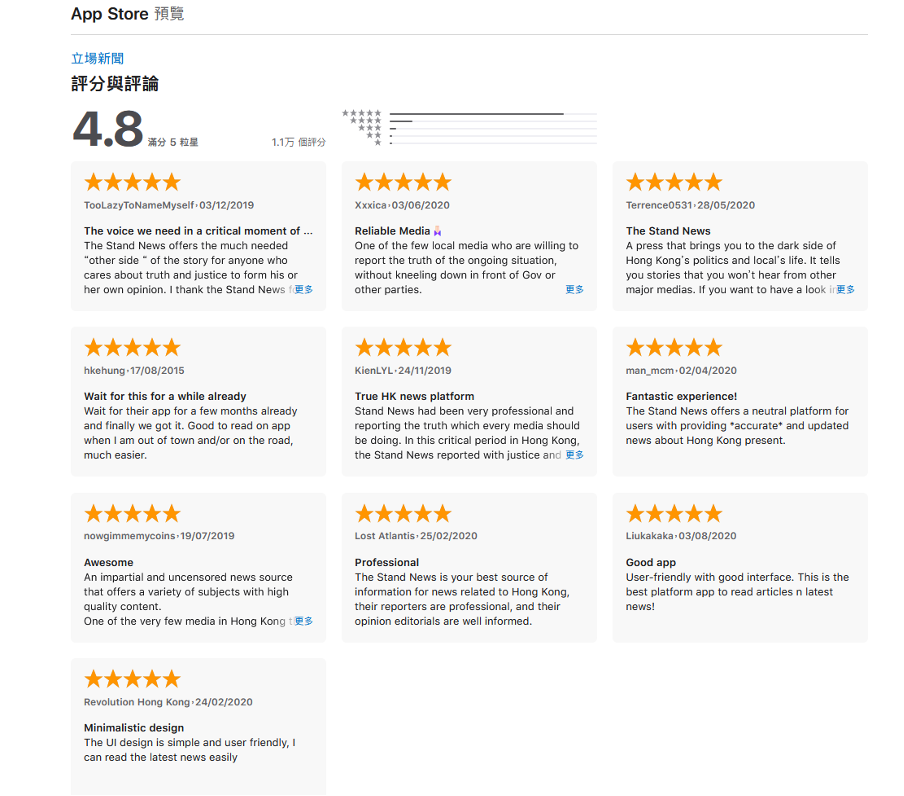 App Store 預覽
立場新聞
評分與評論
4.8 滿分 5 粒星
1.1万 個評分
TooLazyToNameMyself · 03/12/2019
The voice we need in a critical moment of ...
The Stand News offers the much needed
“other side “ of the story for anyone who
cares about truth and justice to form his or
her own opinion. I thank the Stand News 更多
Xxxica · 03/06/2020
Reliable Media
One of the few local media who are willing to
report the truth of the ongoing situation,
without kneeling down in front of Gov or
other parties. 更多
Terrence0531 · 28/05/2020
The Stand News
A press that brings you to the dark side of
Hong Kong’s politics and local’s life. It tells
you stories that you won’t hear from other
major medias. If you want to have a look 更多
hkehung · 17/08/2015
Wait for this for a while already
Wait for their app for a few months already
and finally we got it. Good to read on app
when I am out of town and/or on the road,
much easier.
KienLYL · 24/11/2019
True HK news platform
Stand News had been very professional and
reporting the truth which every media should
be doing. In this critical period in Hong Kong,
the Stand News reported with justice and 更多
man_mcm · 02/04/2020
Fantastic experience!
The Stand News offers a neutral platform for
users with providing *accurate* and updated
news about Hong Kong present.
nowgimmemycoins · 19/07/2019
Awesome
An impartial and uncensored news source
that offers a variety of subjects with high
quality content.
One of the very few media in Hong Kong 更多
Lost Atlantis · 25/02/2020
Professional
The Stand News is your best source of
information for news related to Hong Kong,
their reporters are professional, and their
opinion editorials are well informed.
Liukakaka · 03/08/2020
Good app
User-friendly with good interface. This is the
best platform app to read articles n latest
news!
Revolution Hong Kong · 24/02/2020
Minimalistic design
The UI design is simple and user friendly, I
can read the latest news easily